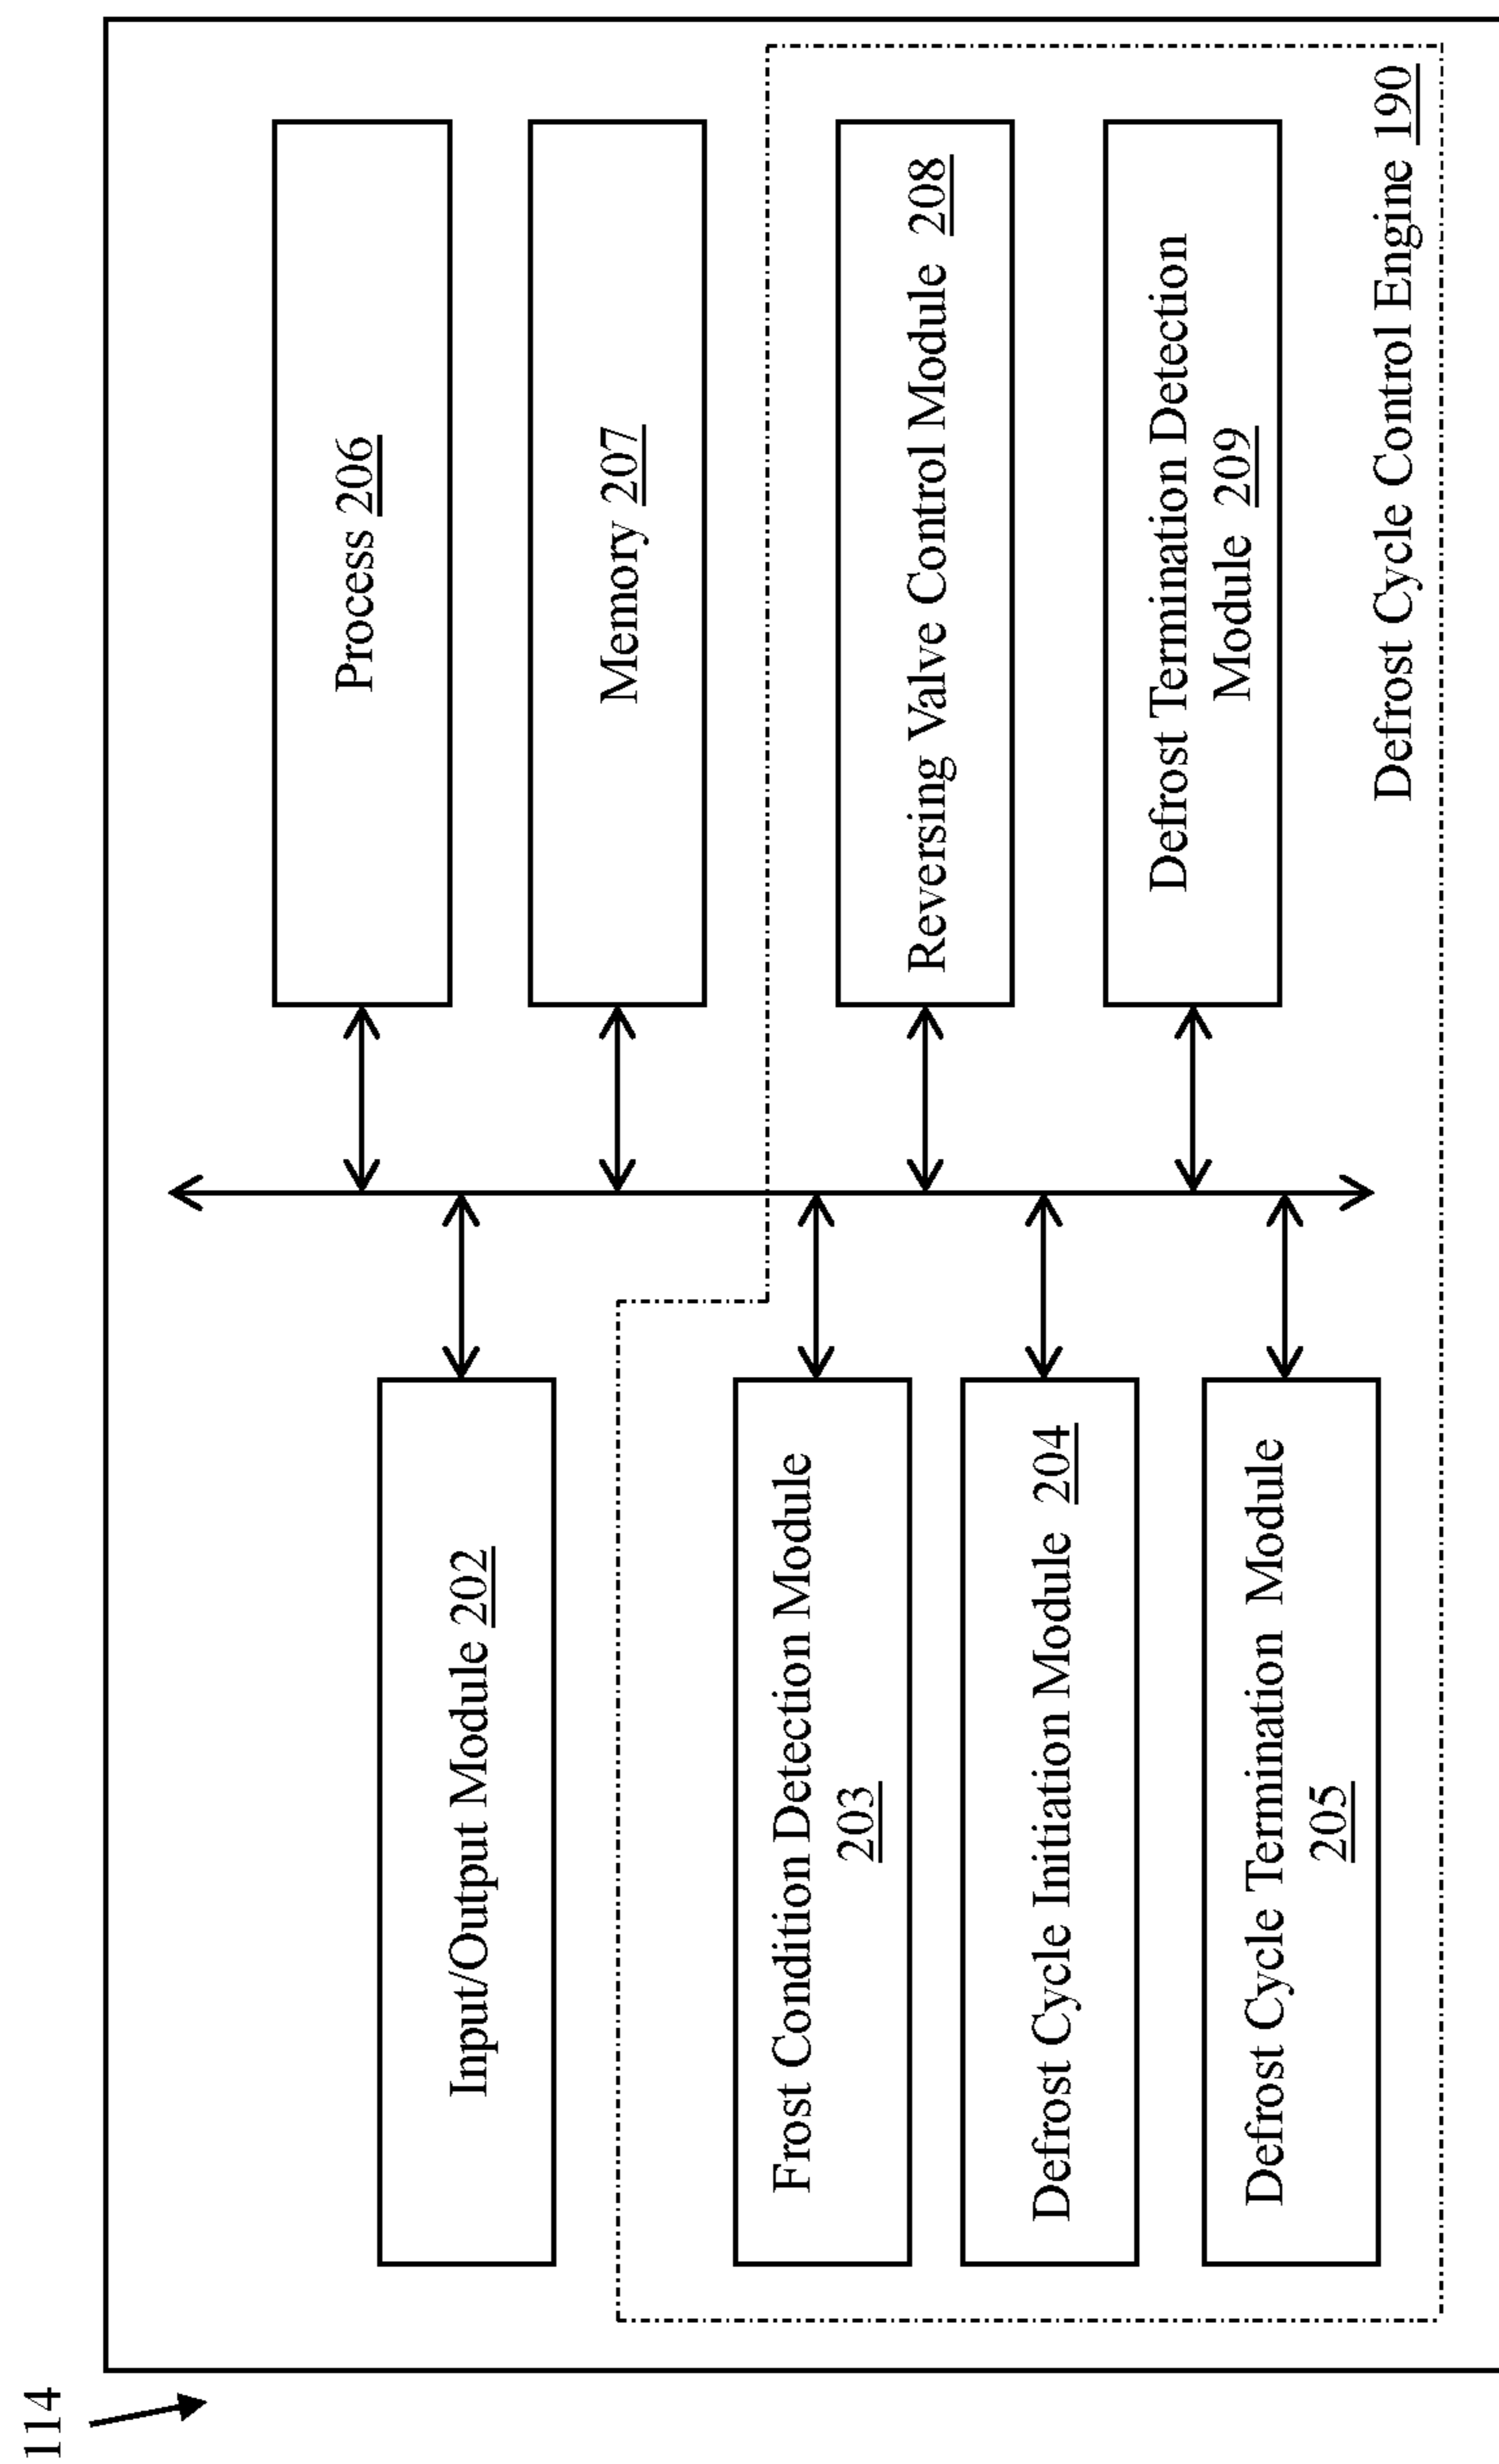 114
Input/Output Module 202
Process 206
Memory 207
Frost Condition Detection Module
203
Defrost Cycle Initiation Module 204
Defrost Cycle Termination Module
205
Reversing Valve Control Module 208
Defrost Termination Detection
Module 209
Defrost Cycle Control Engine 190